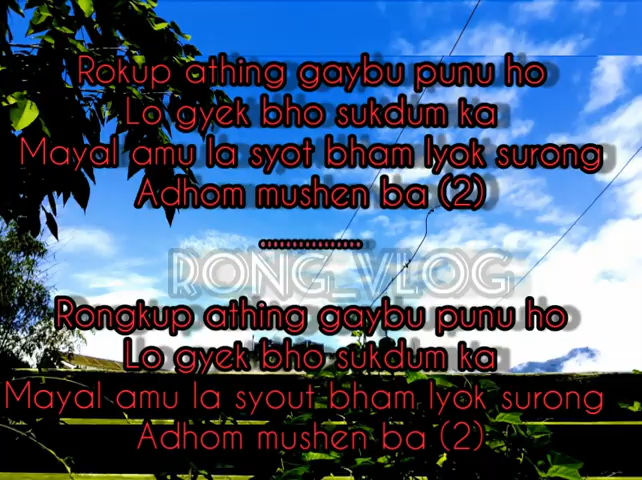 Rokup athing gaybu punu ho
Lo gyek bho sukdum ka
Mayal amu la syot bham lyok surong
Adhom mushen ba (2)
................
RONG_VLOG
Rongkup athing gaybu punu ho
Lo gyek bho sukdum ka
Mayal amu la syout bham lyok surong
Adhom mushen ba (2)